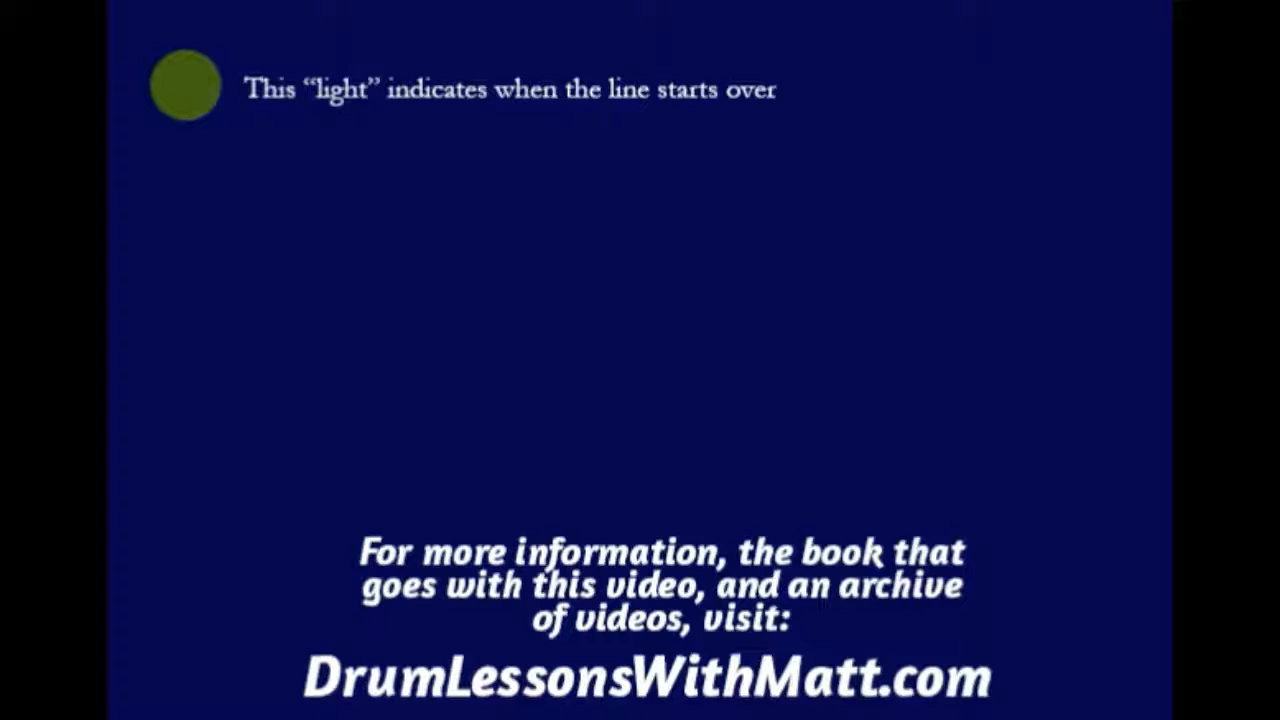 This “light” indicates when the line starts over
For more information, the book that
goes with this video, and an archive
of videos, visit:
DrumLessonsWithMatt.com